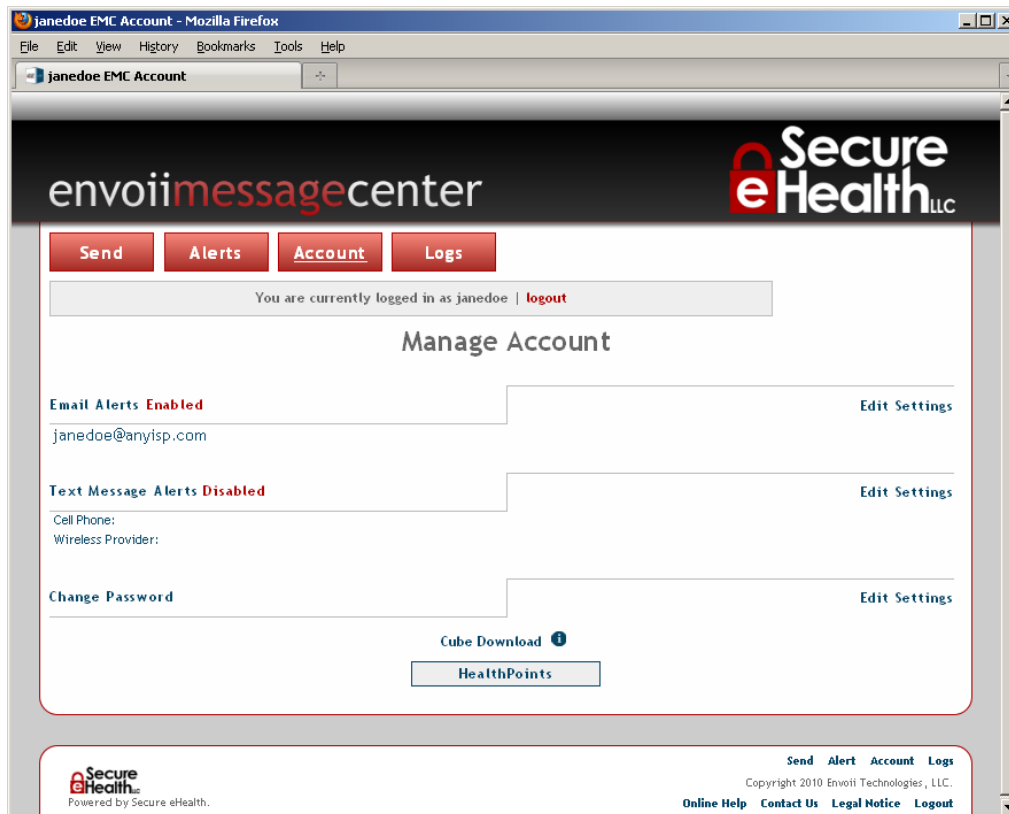 janedoe EMC Account - Mozilla Firefox
File Edit View History Bookmarks Tools Help
janedoe EMC Account
envoiimessagecenter
Secure
eHealth LLC
Send Alerts Account Logs
You are currently logged in as janedoe | logout
Manage Account
Email Alerts Enabled Edit Settings
janedoe@anyisp.com
Text Message Alerts Disabled Edit Settings
Cell Phone:
Wireless Provider:
Change Password Edit Settings
Cube Download i
HealthPoints
Secure
eHealth LLC
Powered by Secure eHealth.
Send Alert Account Logs
Copyright 2010 Envoii Technologies, LLC.
Online Help Contact Us Legal Notice Logout